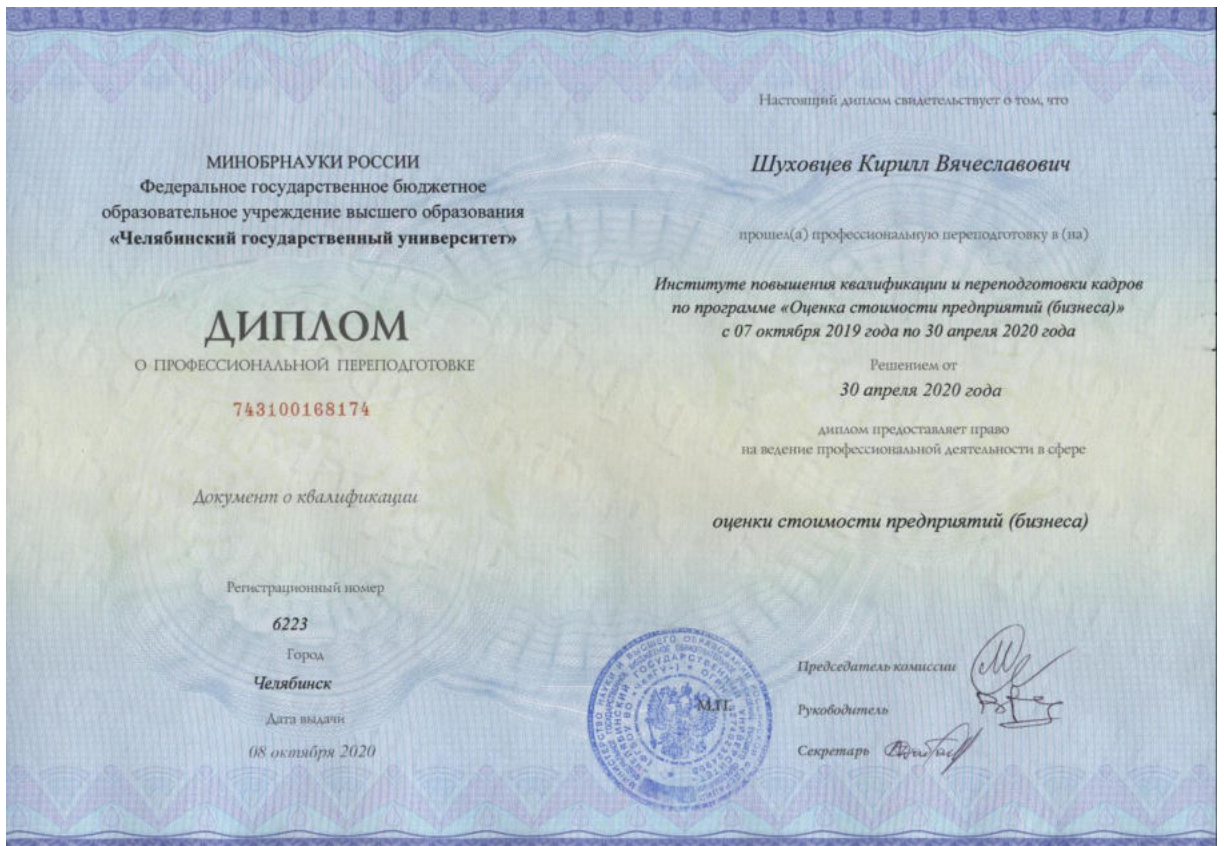 МИНОБРНАУКИ РОССИИ
Федеральное государственное бюджетное
образовательное учреждение высшего образования
«Челябинский государственный университет»
ДИПЛОМ
О ПРОФЕССИОНАЛЬНОЙ ПЕРЕПОДГОТОВКЕ
743100168174
Документ о квалификации
Регистрационный номер
6223
Город
Челябинск
Дата выдачи
08 октября 2020
Настоящий диплом свидетельствует о том, что
Шуховцев Кирилл Вячеславович
прошел(а) профессиональную переподготовку в (на)
Институте повышения квалификации и переподготовки кадров
по программе «Оценка стоимости предприятий (бизнеса)»
с 07 октября 2019 года по 30 апреля 2020 года
Решением от
30 апреля 2020 года
диплом предоставляет право
на ведение профессиональной деятельности в сфере
оценки стоимости предприятий (бизнеса)
М.П.
Председатель комиссии
Руководитель
Секретарь